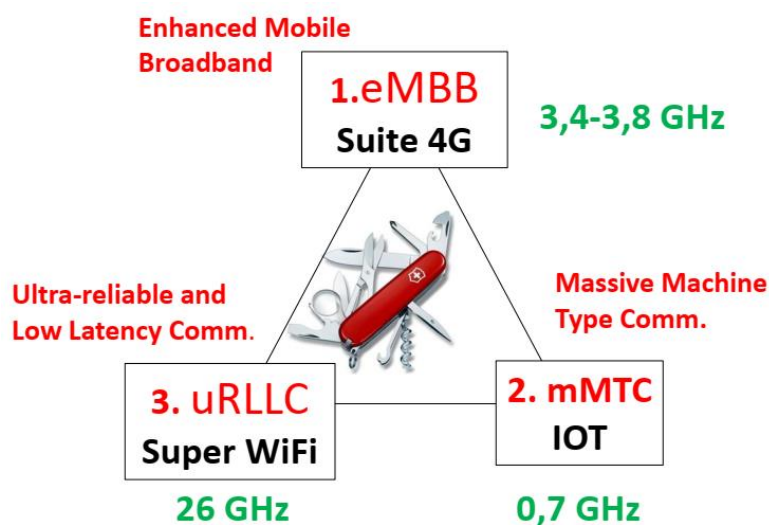 Enhanced Mobile
Broadband
1.eMBB
Suite 4G
3,4-3,8 GHz
Ultra-reliable and
Low Latency Comm.
Massive Machine
Type Comm.
3. uRLLC
Super WiFi
2. mMTC
IOT
26 GHz
0,7 GHz